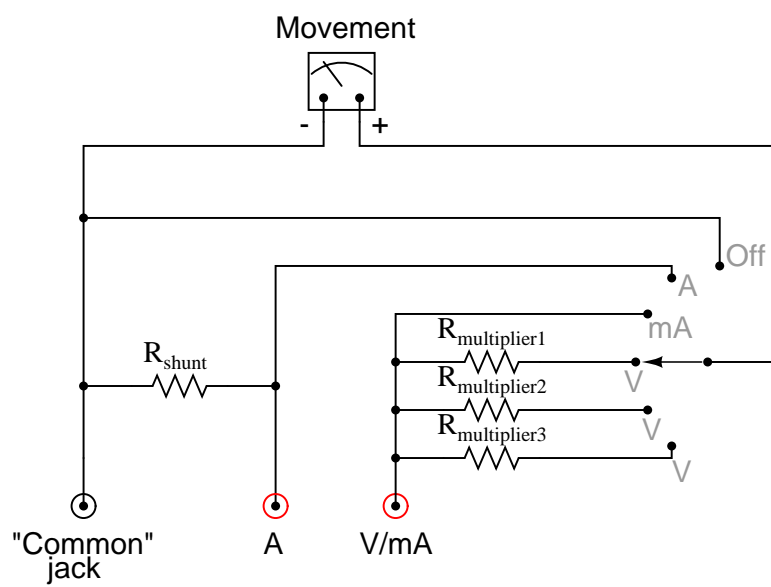 Movement
- +
Off
A
mA
Rmultiplier1
Rshunt
V
Rmultiplier2
V
Rmultiplier3
V
"Common" jack
A
V/mA